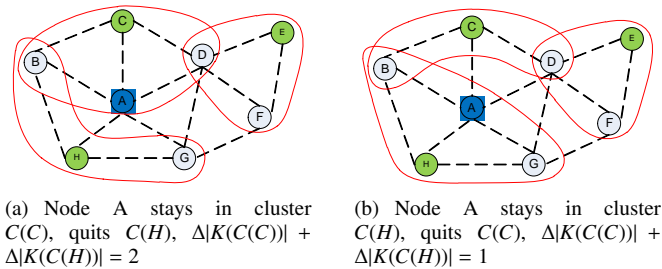 C
E
B
D
A
F
H
G
C
E
B
D
A
F
H
G
(a) Node A stays in cluster
C(C), quits C(H), Δ|K(C(C))| +
Δ|K(C(H))| = 2
(b) Node A stays in cluster
C(H), quits C(C), Δ|K(C(C))| +
Δ|K(C(H))| = 1